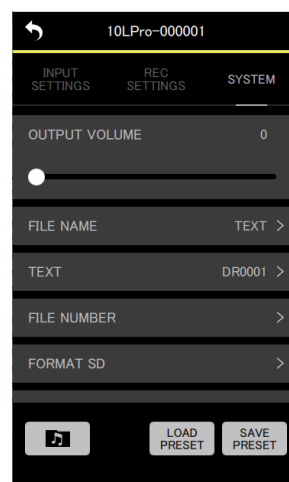 10LPro-000001
INPUT
SETTINGS
REC
SETTINGS
SYSTEM
OUTPUT VOLUME 0
FILE NAME TEXT >
TEXT DR0001 >
FILE NUMBER >
FORMAT SD >
LOAD
PRESET
SAVE
PRESET